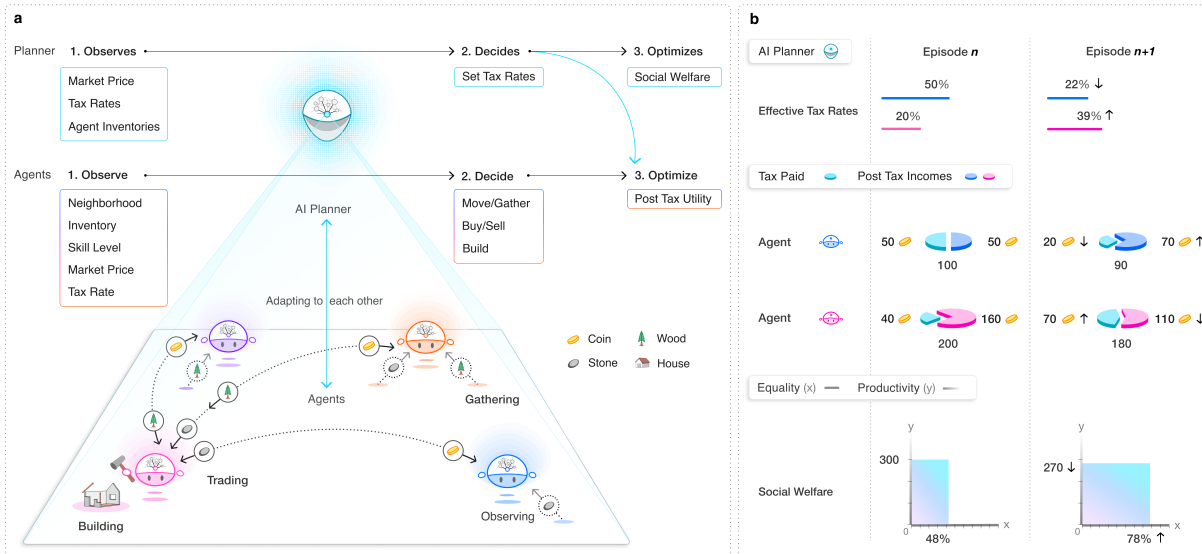 a
Planner 1. Observes 2. Decides 3. Optimizes
Market Price
Tax Rates
Agent Inventories
Set Tax Rates
Social Welfare
Agents 1. Observe 2. Decide 3. Optimize
Neighborhood
Inventory
Skill Level
Market Price
Tax Rate
Move/Gather
Buy/Sell
Build
Post Tax Utility
AI Planner
Adapting to each other
Agents
Coin Wood
Stone House
Gathering
Trading
Building
Observing
b
AI Planner Episode n Episode n+1
Effective Tax Rates
50% 22% ↓
20% 39% ↑
Tax Paid Post Tax Incomes
Agent 50 50 20 ↓ 70 ↑
100 90
Agent 40 160 70 ↑ 110 ↓
200 180
Equality (x) Productivity (y)
Social Welfare
y y
300 270 ↓
0 x 0 x
48% 78% ↑